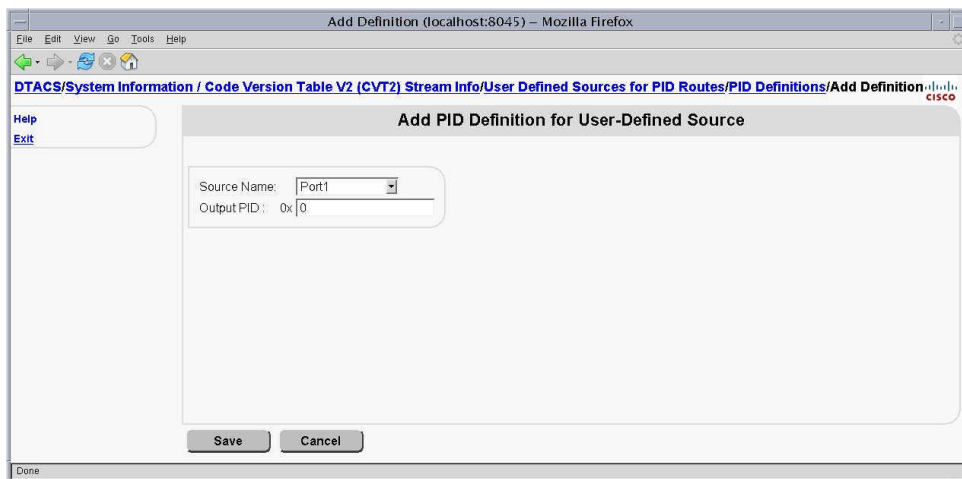 Add Definition (localhost:8045) – Mozilla Firefox
File Edit View Go Tools Help
DTACS/System Information / Code Version Table V2 (CVT2) Stream Info/User Defined Sources for PID Routes/PID Definitions/Add Definition
CISCO
Help
Exit
Add PID Definition for User-Defined Source
Source Name: Port1
Output PID : 0x 0
Save Cancel
Done